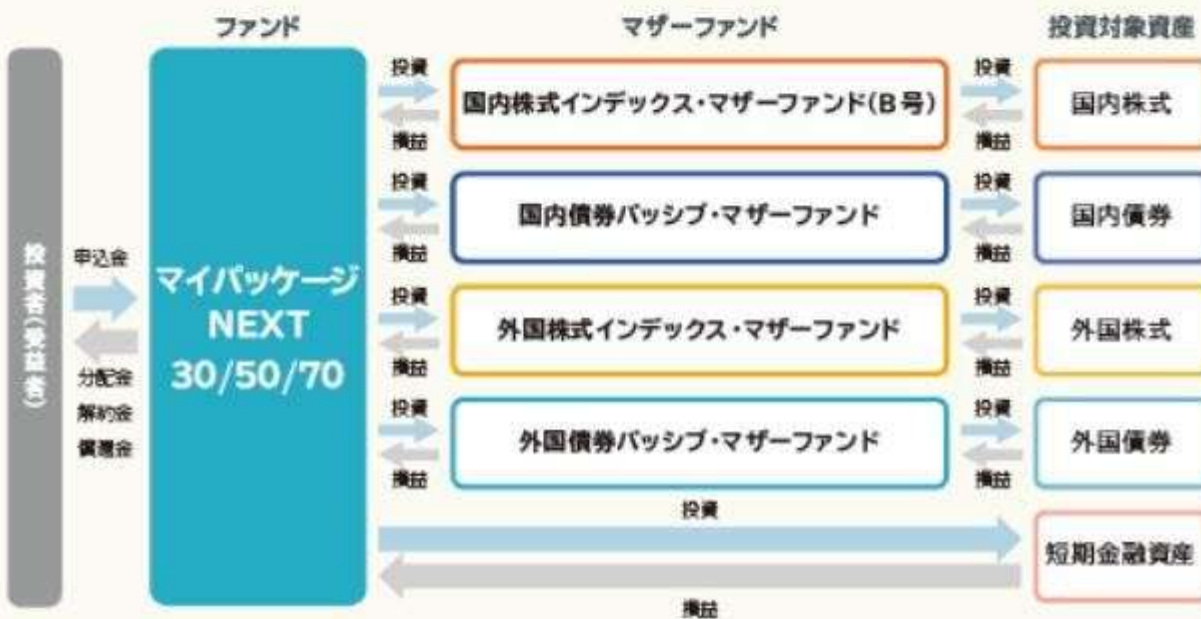 ファンド
マザーファンド
投資対象資産
投資者(受益者)
申込金
分配金
解約金
償還金
マイパッケージ
NEXT
30/50/70
投資
損益
国内株式インデックス・マザーファンド(B号)
投資
損益
国内株式
投資
損益
国内債券パッシブ・マザーファンド
投資
損益
国内債券
投資
損益
外国株式インデックス・マザーファンド
投資
損益
外国株式
投資
損益
外国債券パッシブ・マザーファンド
投資
損益
外国債券
投資
損益
短期金融資産